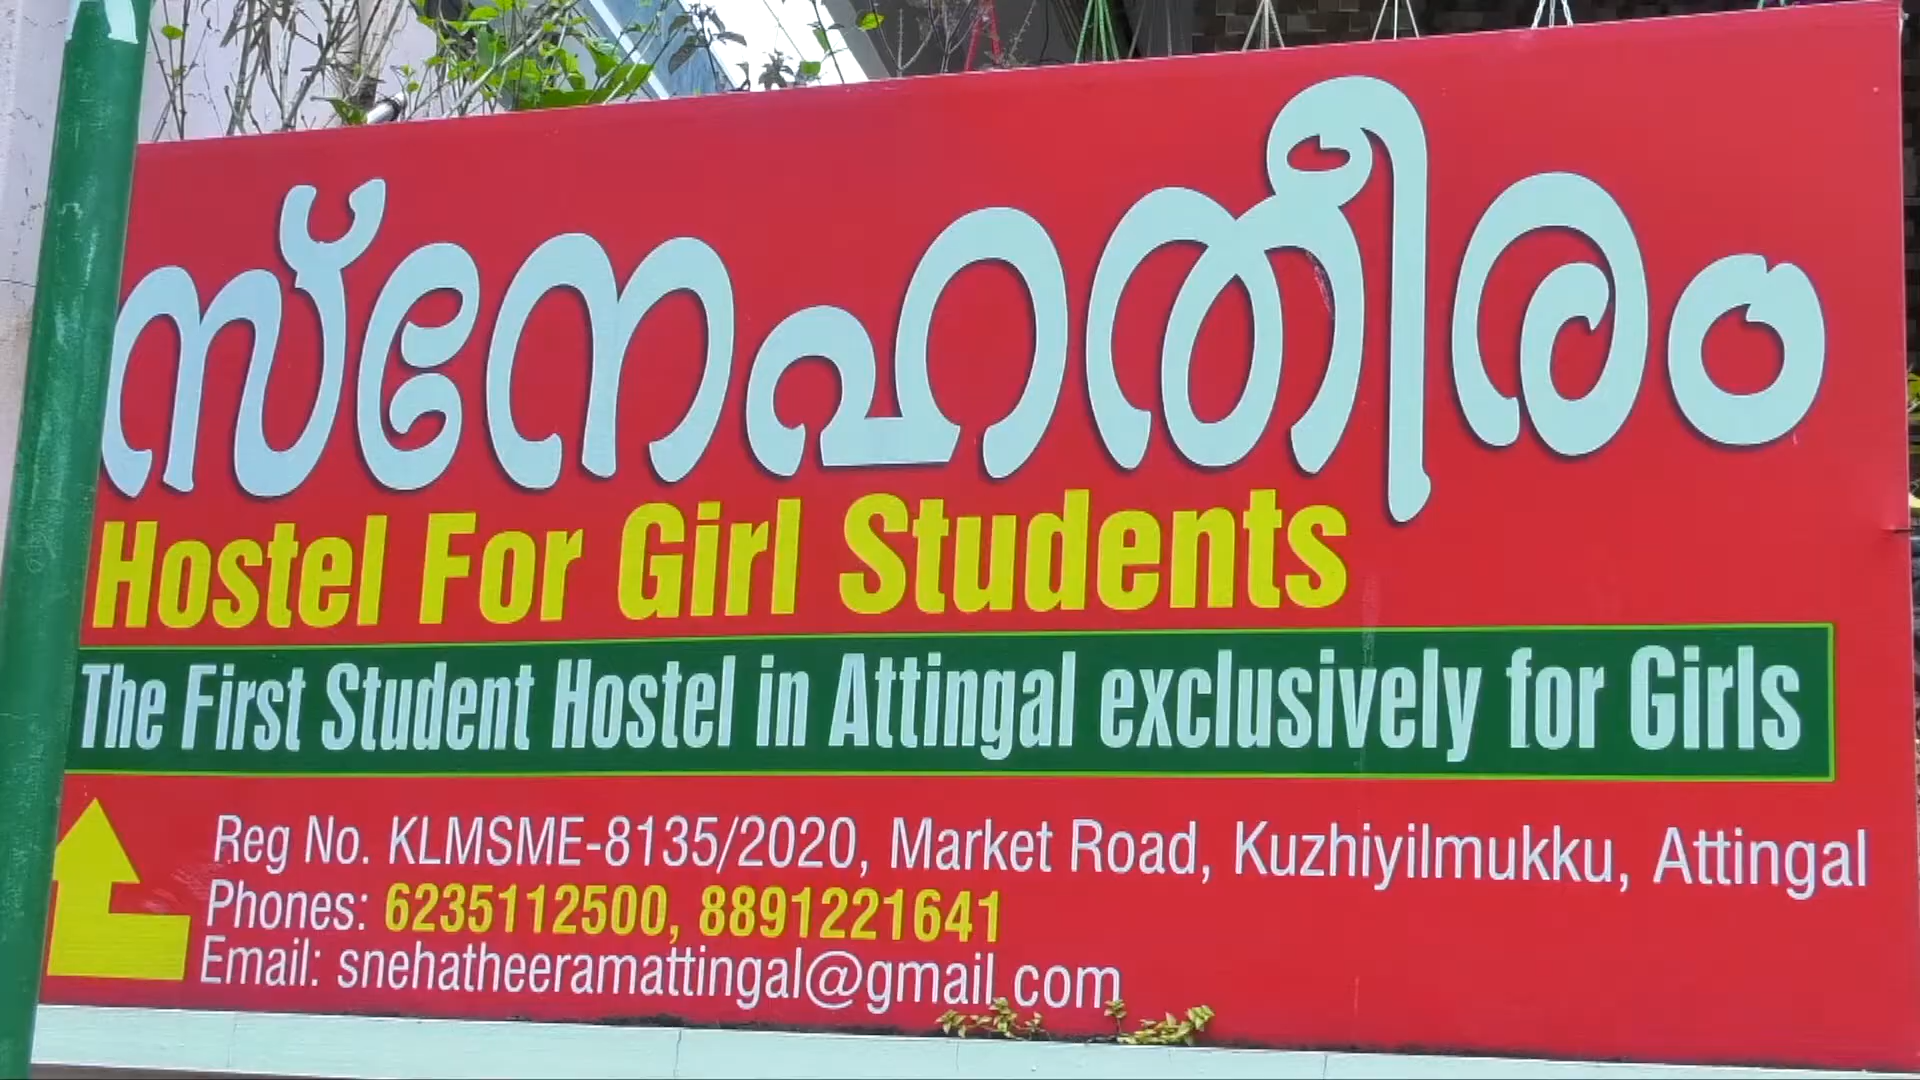 സ്നേഹതീരം
Hostel For Girl Students
The First Student Hostel in Attingal exclusively for Girls
Reg No. KLMSME-8135/2020, Market Road, Kuzhiyilmukku, Attingal
Phones: 6235112500, 8891221641
Email: snehatheeramattingal@gmail.com